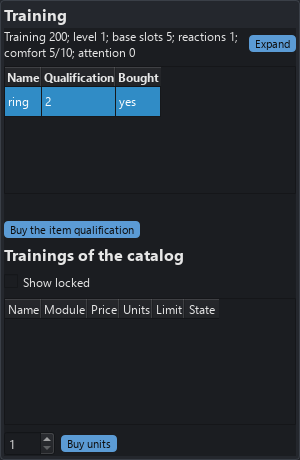 Training
Training 200; level 1; base slots 5; reactions 1;
comfort 5/10; attention 0
Expand
Name Qualification Bought
ring 2 yes
Buy the item qualification
Trainings of the catalog
Show locked
Name Module Price Units Limit State
1
Buy units